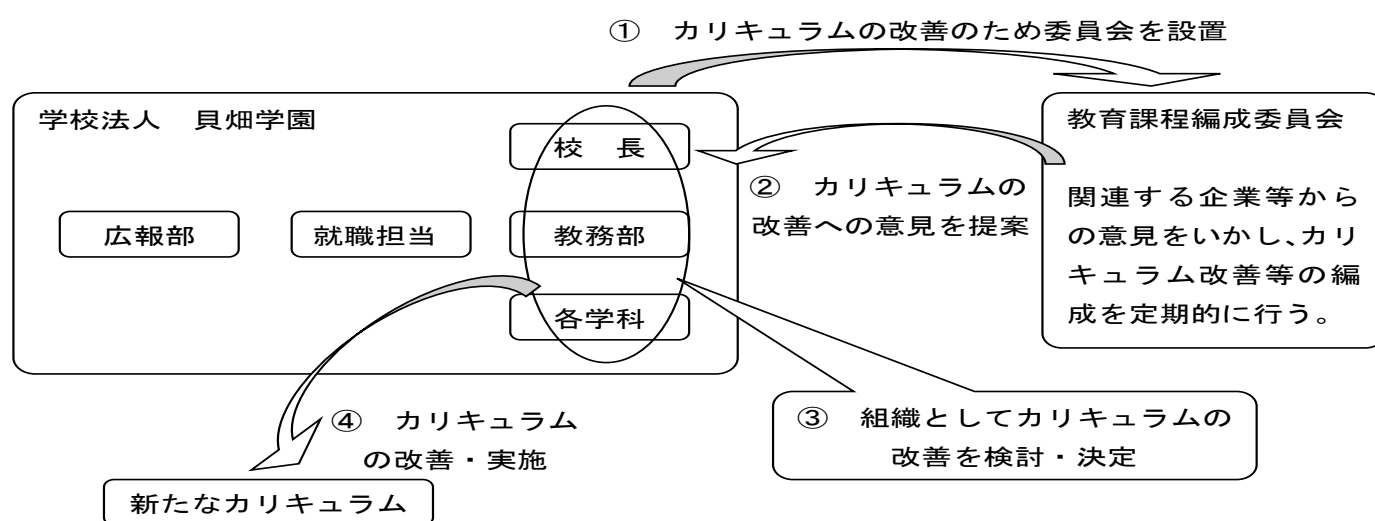 ① カリキュラムの改善のため委員会を設置
学校法人 貝畑学園
校 長
広報部
就職担当
教務部
各学科
教育課程編成委員会
関連する企業等から
の意見をいかし、カリ
キュラム改善等の編
成を定期的に行う。
② カリキュラムの
改善への意見を提案
③ 組織としてカリキュラムの
改善を検討・決定
④ カリキュラム
の改善・実施
新たなカリキュラム